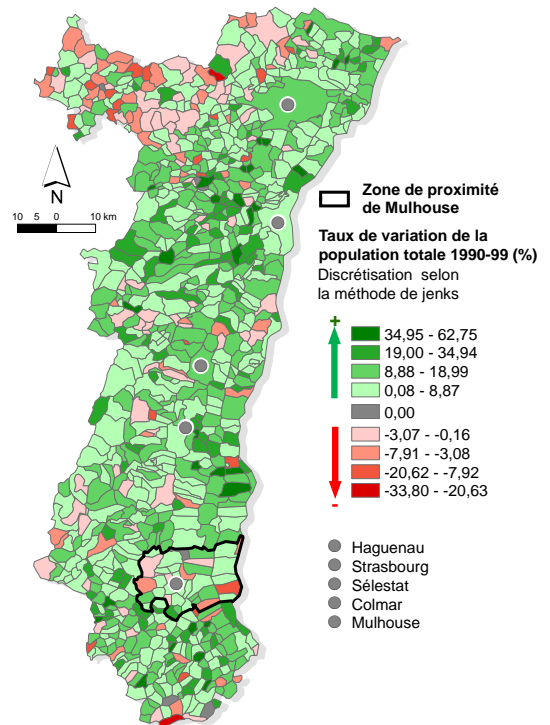 N
10 5 0 10 km
Zone de proximité
de Mulhouse
Taux de variation de la
population totale 1990-99 (%)
Discrétisation selon
la méthode de jenks
+
34,95 - 62,75
19,00 - 34,94
8,88 - 18,99
0,08 - 8,87
0,00
-3,07 - -0,16
-7,91 - -3,08
-20,62 - -7,92
-33,80 - -20,63
-
Haguenau
Strasbourg
Sélestat
Colmar
Mulhouse